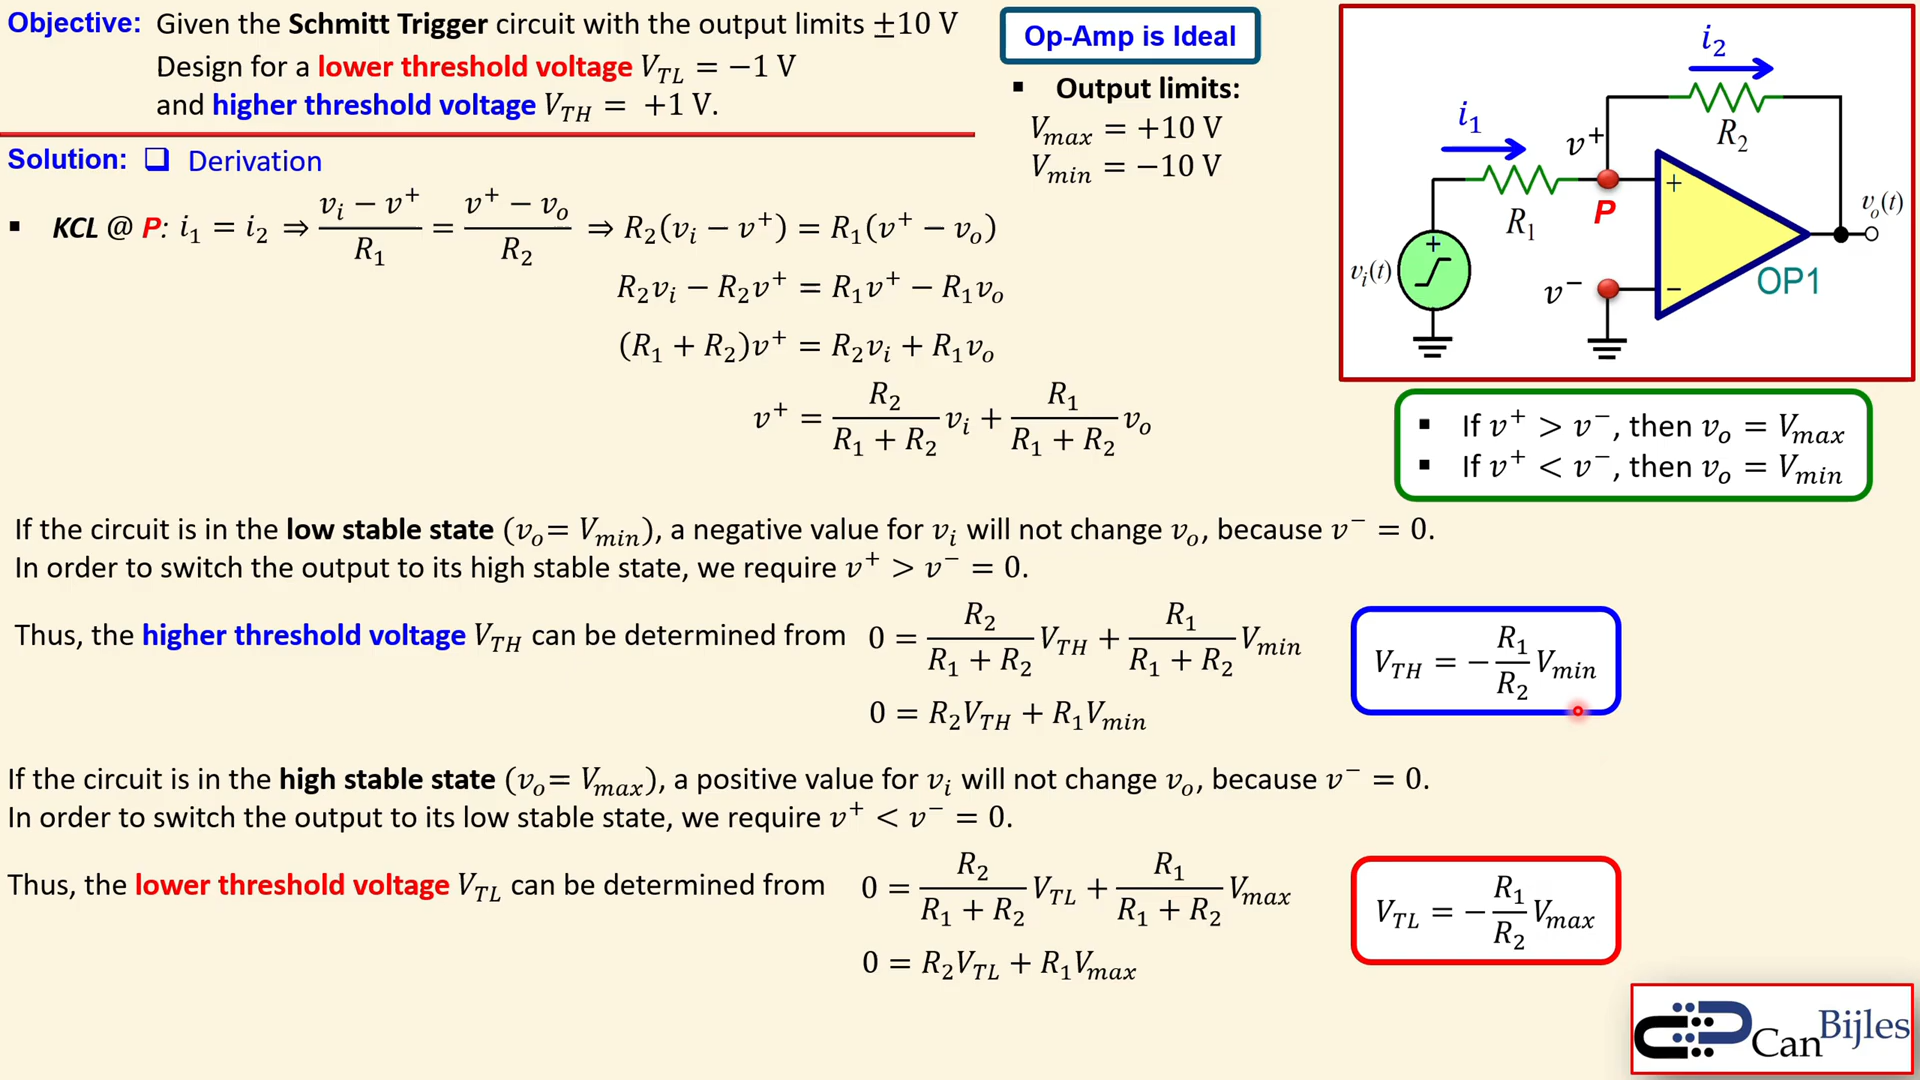 Objective: Given the Schmitt Trigger circuit with the output limits ±10 V
Design for a lower threshold voltage V_TL = −1 V
and higher threshold voltage V_TH = +1 V.
Op-Amp is Ideal
▪ Output limits:
V_max = +10 V
V_min = −10 V
i_1
i_2
R_1
R_2
v^+
P
v^−
+
−
+
OP1
v_i(t)
v_o(t)
Solution: ❑ Derivation
▪ KCL @ P: i_1 = i_2 ⇒ (v_i − v^+)/R_1 = (v^+ − v_o)/R_2 ⇒ R_2(v_i − v^+) = R_1(v^+ − v_o)
R_2v_i − R_2v^+ = R_1v^+ − R_1v_o
(R_1 + R_2)v^+ = R_2v_i + R_1v_o
v^+ = R_2/(R_1 + R_2) v_i + R_1/(R_1 + R_2) v_o
▪ If v^+ > v^−, then v_o = V_max
▪ If v^+ < v^−, then v_o = V_min
If the circuit is in the low stable state (v_o= V_min), a negative value for v_i will not change v_o, because v^− = 0.
In order to switch the output to its high stable state, we require v^+ > v^− = 0.
Thus, the higher threshold voltage V_TH can be determined from 0 = R_2/(R_1 + R_2) V_TH + R_1/(R_1 + R_2) V_min
0 = R_2V_TH + R_1V_min
V_TH = −R_1/R_2 V_min
If the circuit is in the high stable state (v_o= V_max), a positive value for v_i will not change v_o, because v^− = 0.
In order to switch the output to its low stable state, we require v^+ < v^− = 0.
Thus, the lower threshold voltage V_TL can be determined from 0 = R_2/(R_1 + R_2) V_TL + R_1/(R_1 + R_2) V_max
0 = R_2V_TL + R_1V_max
V_TL = −R_1/R_2 V_max
CanBijles